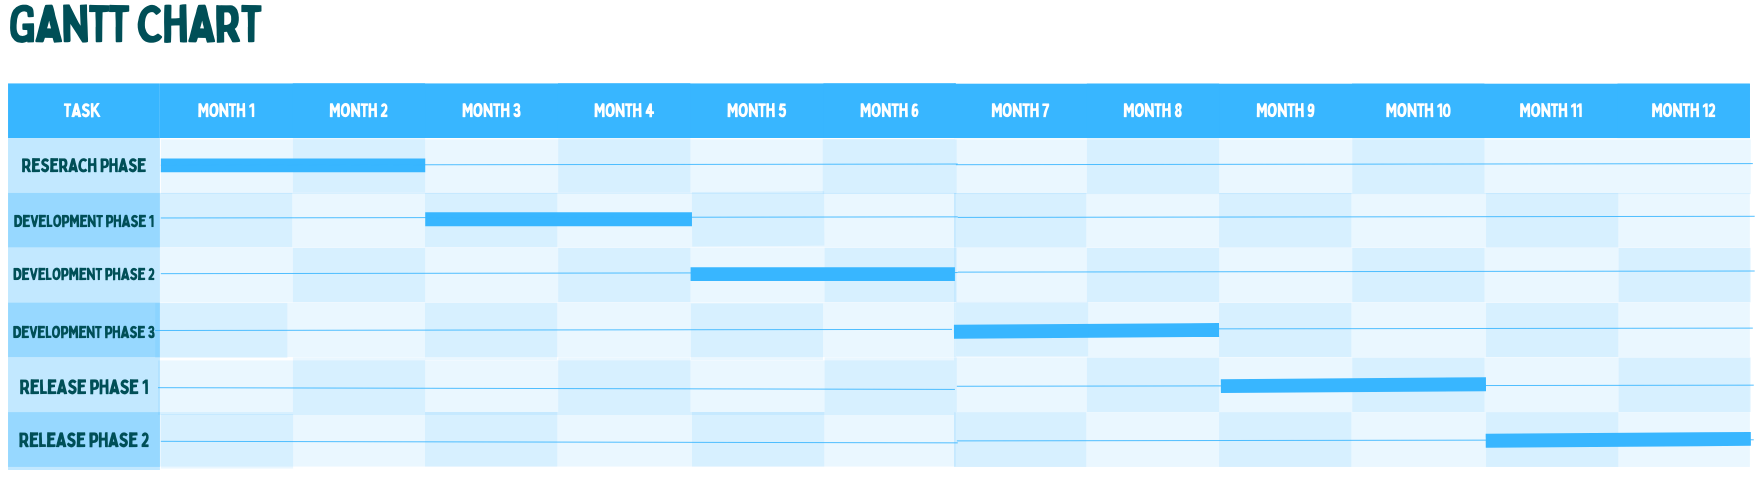 GANTT CHART
TASK MONTH 1 MONTH 2 MONTH 3 MONTH 4 MONTH 5 MONTH 6 MONTH 7 MONTH 8 MONTH 9 MONTH 10 MONTH 11 MONTH 12
RESERACH PHASE
DEVELOPMENT PHASE 1
DEVELOPMENT PHASE 2
DEVELOPMENT PHASE 3
RELEASE PHASE 1
RELEASE PHASE 2